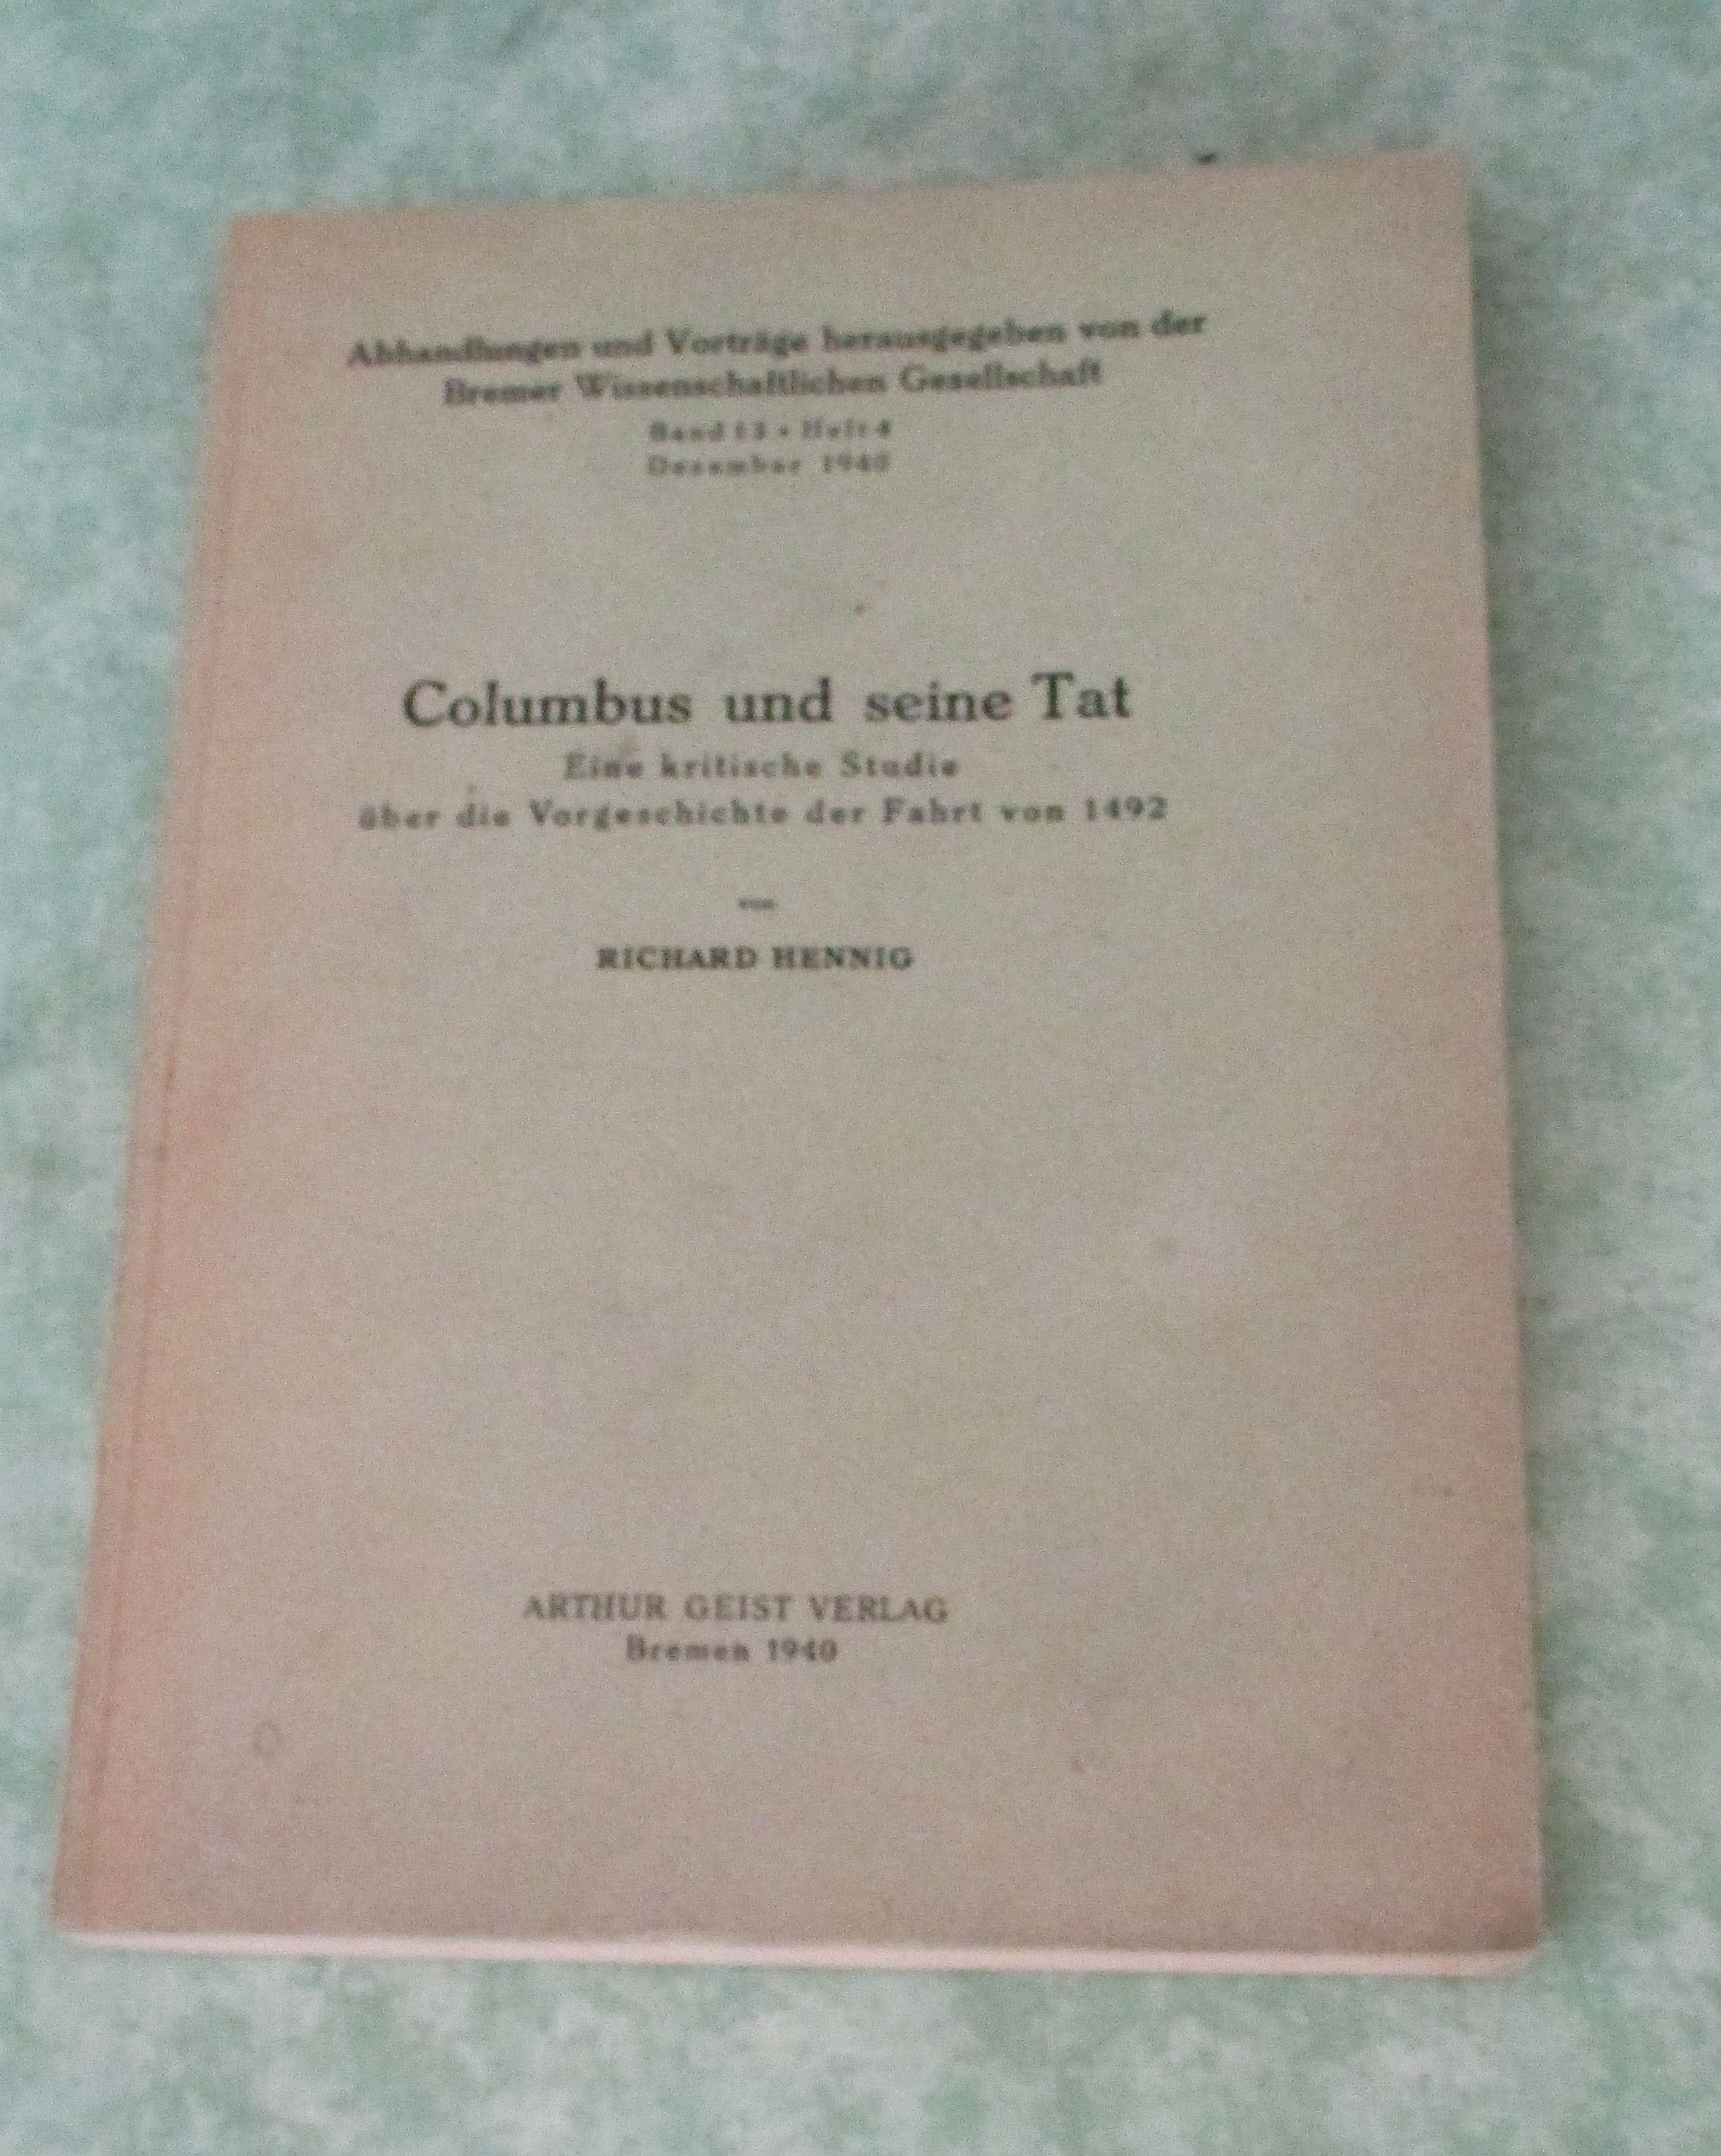 Abhandlungen und Vorträge herausgegeben von der
Bremer Wissenschaftlichen Gesellschaft
Band 13 • Heft 4
Dezember 1940
Columbus und seine Tat
Eine kritische Studie
über die Vorgeschichte der Fahrt von 1492
von
RICHARD HENNIG
ARTHUR GEIST VERLAG
Bremen 1940